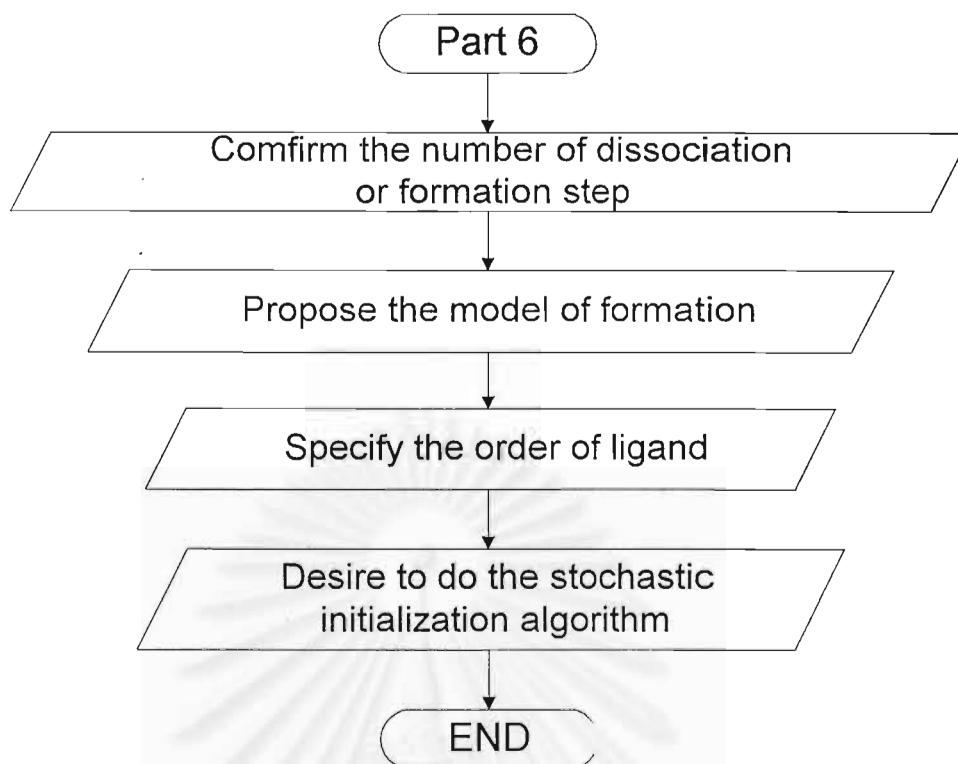 Part 6
Comfirm the number of dissociation
or formation step
Propose the model of formation
Specify the order of ligand
Desire to do the stochastic
initialization algorithm
END